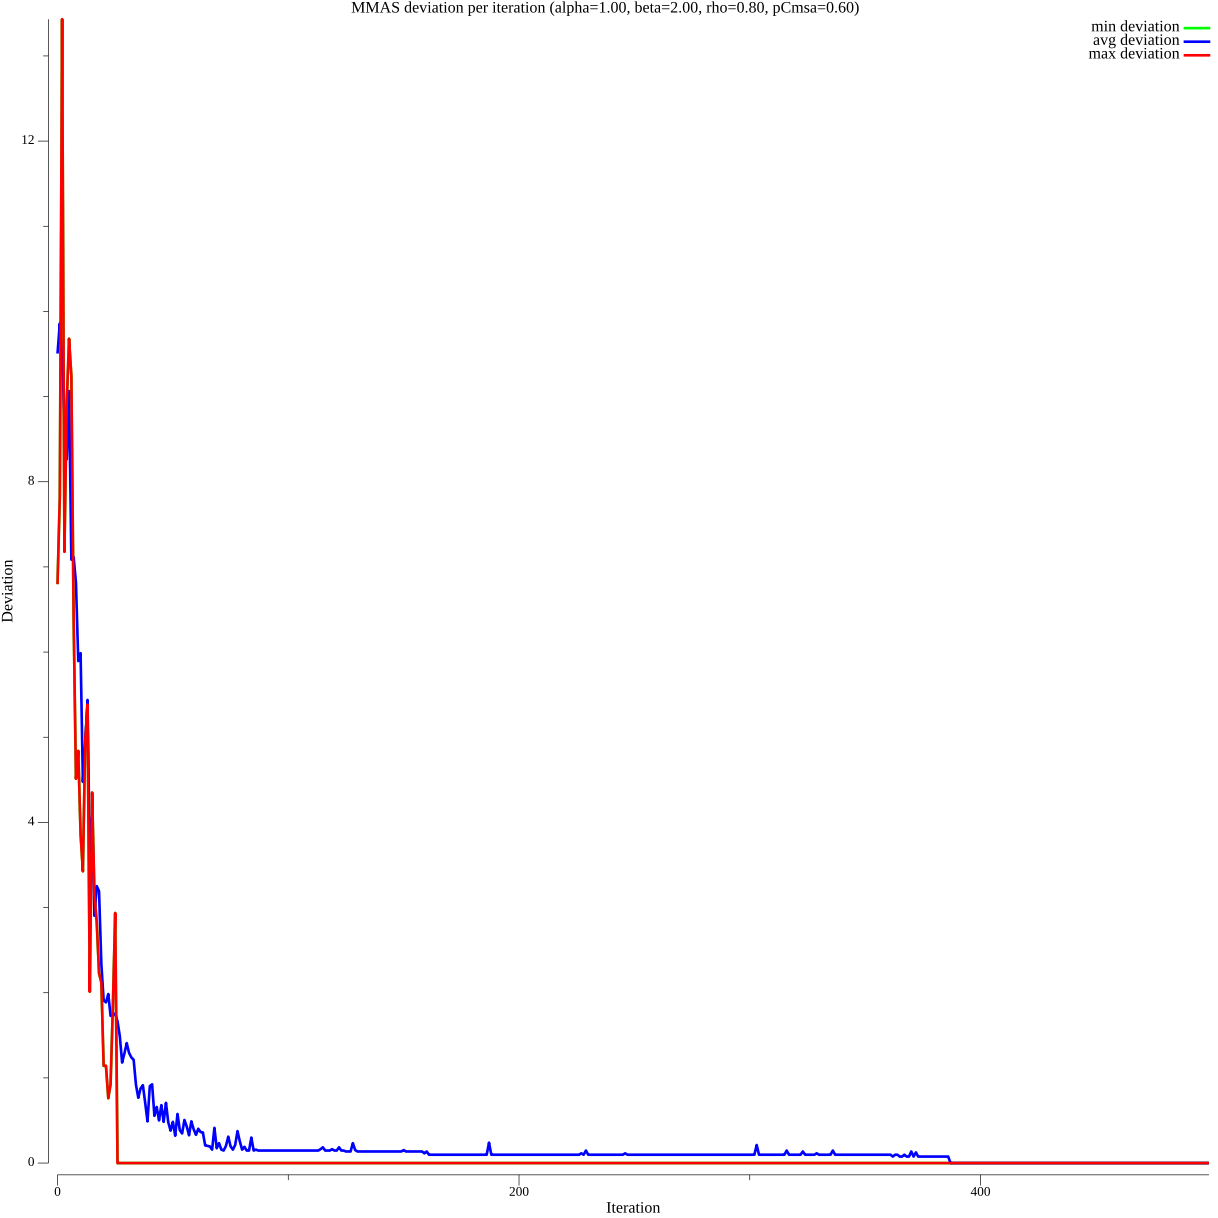 MMAS deviation per iteration (alpha=1.00, beta=2.00, rho=0.80, pCmsa=0.60)
min deviation
avg deviation
max deviation
12
8
4
0
Deviation
0
200
400
Iteration